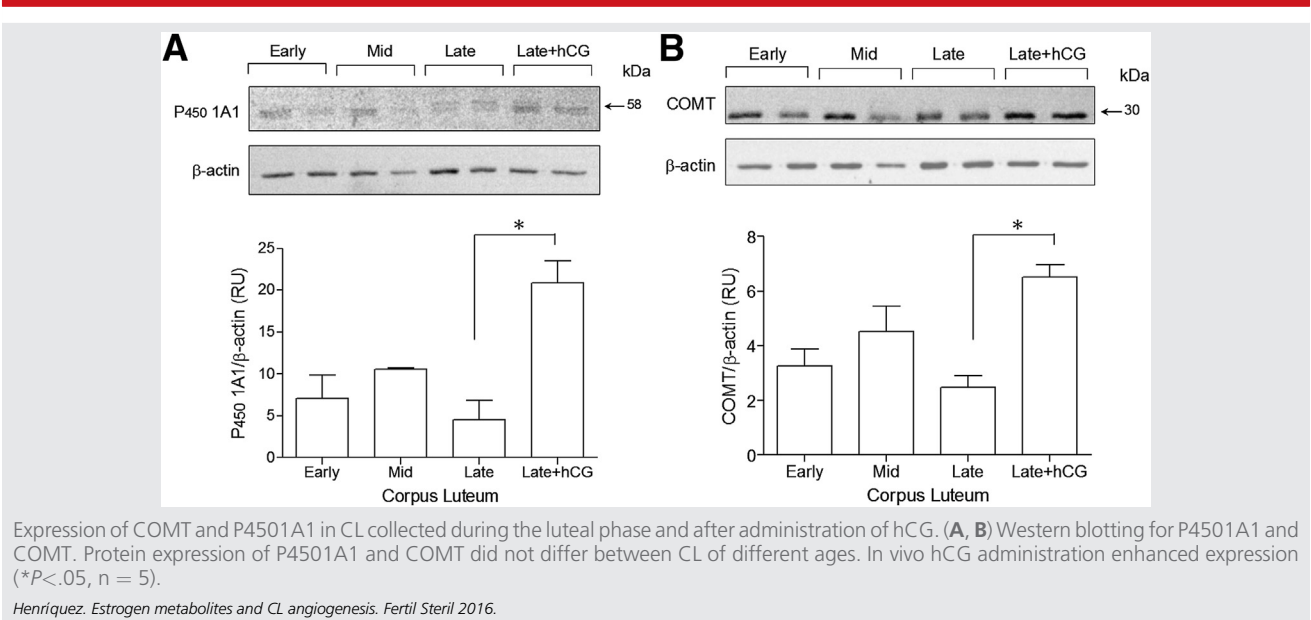 A
Early Mid Late Late+hCG
kDa
P450 1A1
58
β-actin
*
25
20
15
10
5
0
P450 1A1/β-actin (RU)
Early Mid Late Late+hCG
Corpus Luteum
B
Early Mid Late Late+hCG
kDa
COMT
30
β-actin
*
8
6
4
2
0
COMT/β-actin (RU)
Early Mid Late Late+hCG
Corpus Luteum
Expression of COMT and P4501A1 in CL collected during the luteal phase and after administration of hCG. (A, B) Western blotting for P4501A1 and
COMT. Protein expression of P4501A1 and COMT did not differ between CL of different ages. In vivo hCG administration enhanced expression
(*P<.05, n = 5).
Henríquez. Estrogen metabolites and CL angiogenesis. Fertil Steril 2016.